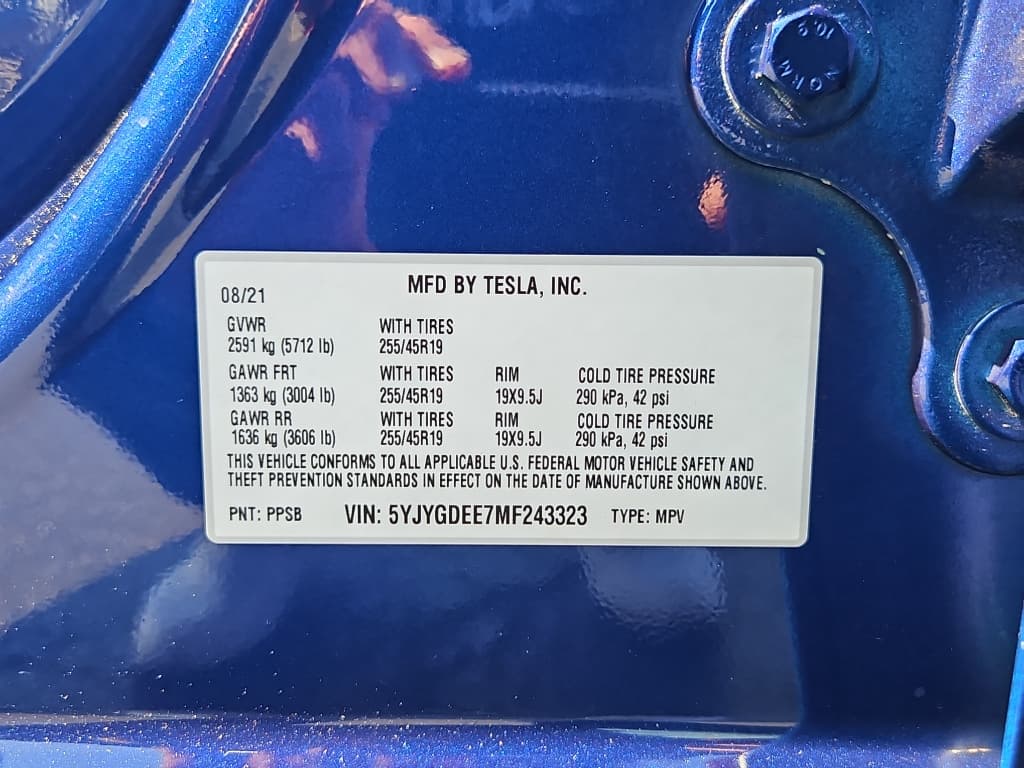 10.9
NORM
MFD BY TESLA, INC.
08/21
GVWR WITH TIRES
2591 kg (5712 lb) 255/45R19
GAWR FRT WITH TIRES RIM COLD TIRE PRESSURE
1363 kg (3004 lb) 255/45R19 19X9.5J 290 kPa, 42 psi
GAWR RR WITH TIRES RIM COLD TIRE PRESSURE
1636 kg (3606 lb) 255/45R19 19X9.5J 290 kPa, 42 psi
THIS VEHICLE CONFORMS TO ALL APPLICABLE U.S. FEDERAL MOTOR VEHICLE SAFETY AND
THEFT PREVENTION STANDARDS IN EFFECT ON THE DATE OF MANUFACTURE SHOWN ABOVE.
PNT: PPSB VIN: 5YJYGDEE7MF243323 TYPE: MPV